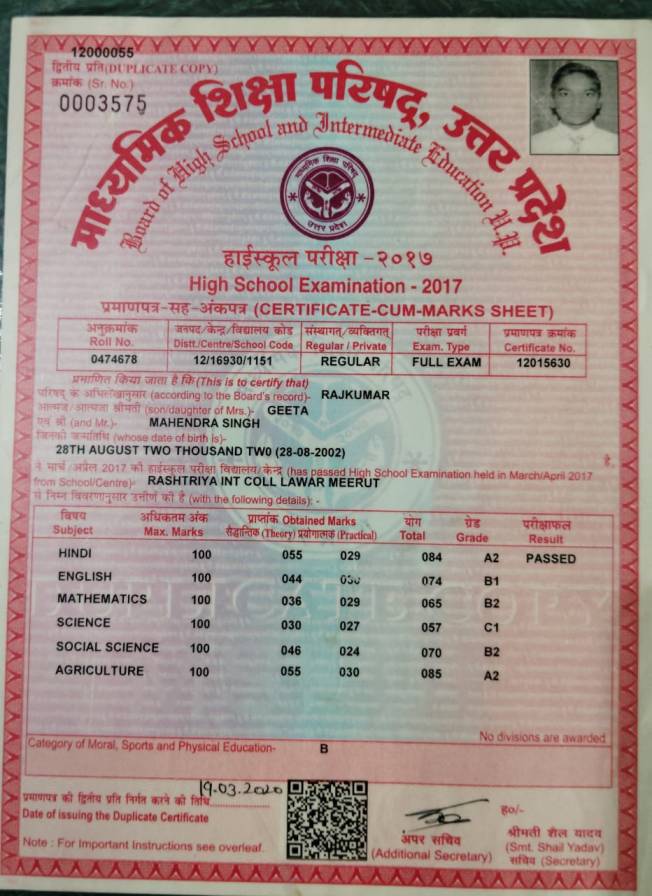 12000055
द्वितीय प्रति(DUPLICATE COPY)
क्रमांक (Sr. No.)
0003575
माध्यमिक शिक्षा परिषद्, उत्तर प्रदेश
Board of High School and Intermediate Education U.P.
माध्यमिक शिक्षा परिषद
उत्तर प्रदेश
हाईस्कूल परीक्षा -२०१७
High School Examination - 2017
प्रमाणपत्र-सह-अंकपत्र (CERTIFICATE-CUM-MARKS SHEET)
अनुक्रमांक जनपद/केन्द्र/विद्यालय कोड संस्थागत/व्यक्तिगत परीक्षा प्रवर्ग प्रमाणपत्र क्रमांक
Roll No. Distt./Centre/School Code Regular / Private Exam. Type Certificate No.
0474678 12/16930/1151 REGULAR FULL EXAM 12015630
प्रमाणित किया जाता है कि (This is to certify that)
परिषद् के अभिलेखानुसार (according to the Board's record)- RAJKUMAR
आत्मज/आत्मजा श्रीमती (son/daughter of Mrs.)- GEETA
एवं श्री (and Mr.)- MAHENDRA SINGH
जिनकी जन्मतिथि (whose date of birth is)-
28TH AUGUST TWO THOUSAND TWO (28-08-2002) है,
ने मार्च/अप्रैल 2017 की हाईस्कूल परीक्षा विद्यालय/केन्द्र (has passed High School Examination held in March/April 2017
from School/Centre)- RASHTRIYA INT COLL LAWAR MEERUT
से निम्न विवरणानुसार उत्तीर्ण की है (with the following details): -
विषय अधिकतम अंक प्राप्तांक Obtained Marks योग ग्रेड परीक्षाफल
Subject Max. Marks सैद्धान्तिक (Theory) प्रयोगात्मक (Practical) Total Grade Result
HINDI 100 055 029 084 A2 PASSED
ENGLISH 100 044 030 074 B1
MATHEMATICS 100 036 029 065 B2
SCIENCE 100 030 027 057 C1
SOCIAL SCIENCE 100 046 024 070 B2
AGRICULTURE 100 055 030 085 A2
DUPLICATE COPY
No divisions are awarded
Category of Moral, Sports and Physical Education- B
19.03.2020
प्रमाणपत्र की द्वितीय प्रति निर्गत करने की तिथि
Date of issuing the Duplicate Certificate
Note : For Important Instructions see overleaf.
अपर सचिव
(Additional Secretary)
ह०/-
श्रीमती शैल यादव
(Smt. Shail Yadav)
सचिव (Secretary)